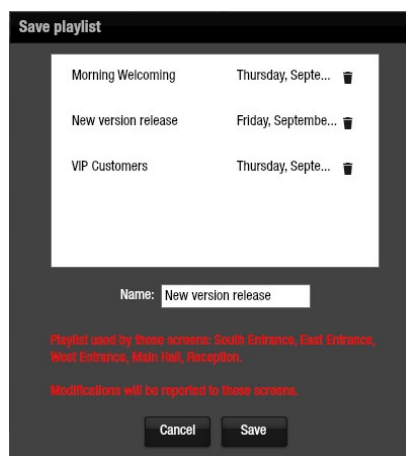 Save playlist
Morning Welcoming Thursday, Septe...
New version release Friday, Septembe...
VIP Customers Thursday, Septe...
Name: New version release
Playlist used by these screens: South Entrance, East Entrance,
West Entrance, Main Hall, Reception.
Modifications will be reported to these screens.
Cancel Save